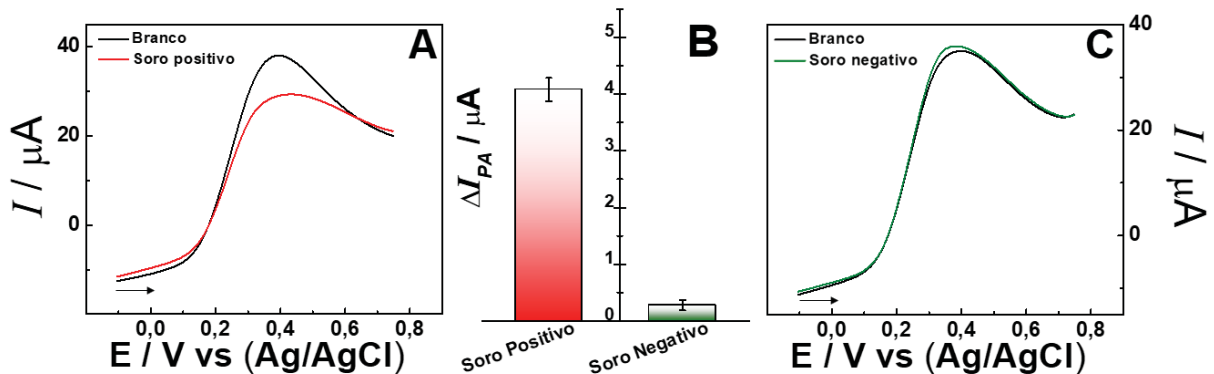 A
Branco
Soro positivo
40
20
0
I / μA
0,0 0,2 0,4 0,6 0,8
E / V vs (Ag/AgCl)
B
ΔI_PA / μA
5
4
3
2
1
0
Soro Positivo
Soro Negativo
C
Branco
Soro negativo
40
20
0
I / μA
0,0 0,2 0,4 0,6 0,8
E / V vs (Ag/AgCl)